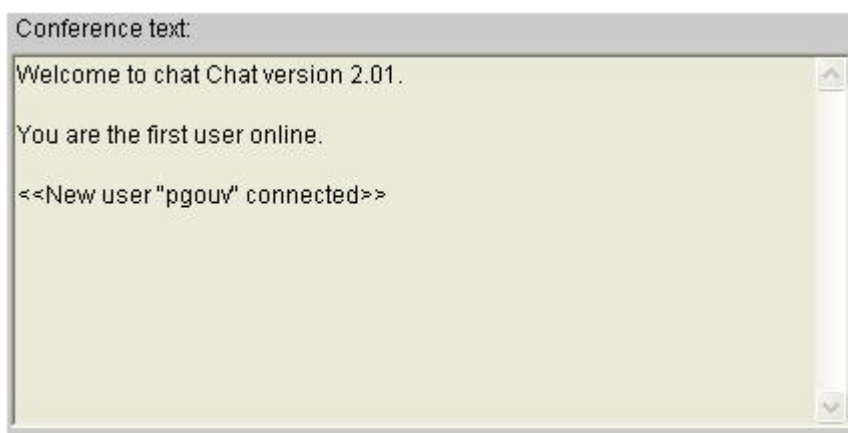 Conference text:
Welcome to chat Chat version 2.01.
You are the first user online.
<<New user "pgouv" connected>>